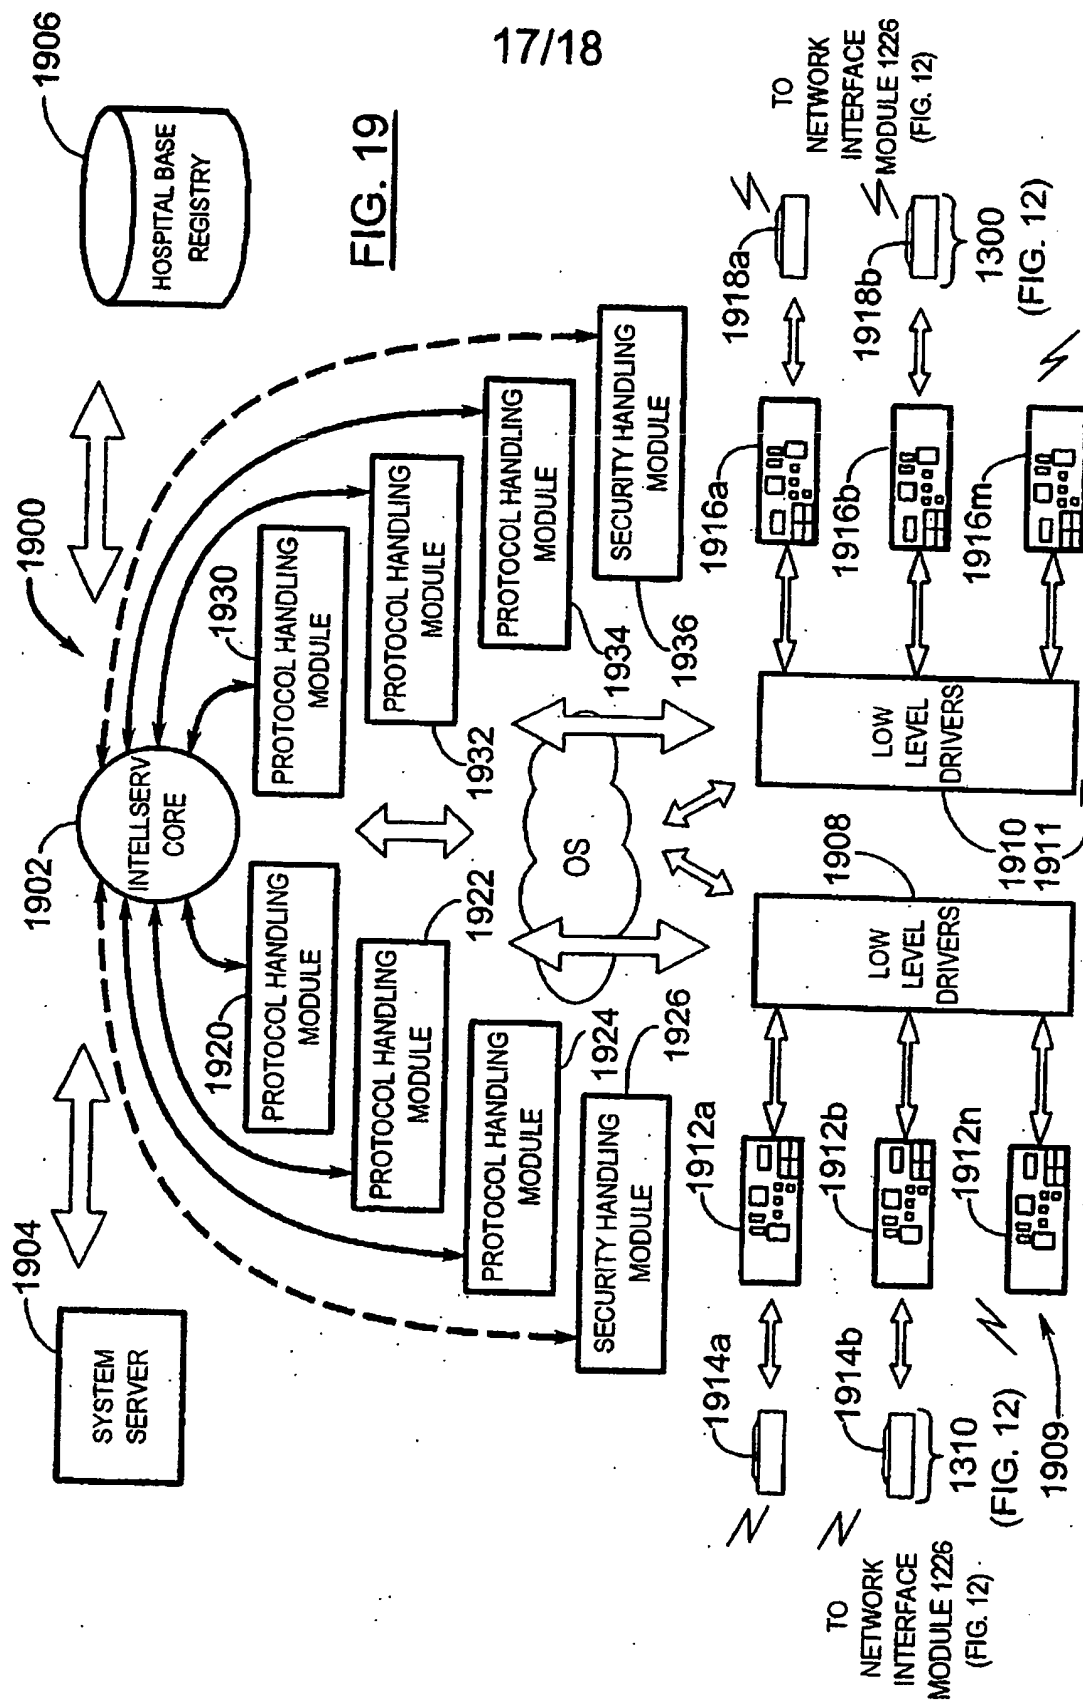 17/18
FIG. 19
1900
1906
HOSPITAL BASE
REGISTRY
1904
SYSTEM
SERVER
1902
INTELLSERV
CORE
1920
PROTOCOL HANDLING
MODULE
1922
PROTOCOL HANDLING
MODULE
1924
PROTOCOL HANDLING
MODULE
1926
SECURITY HANDLING
MODULE
1930
PROTOCOL HANDLING
MODULE
1932
PROTOCOL HANDLING
MODULE
1934
PROTOCOL HANDLING
MODULE
1936
SECURITY HANDLING
MODULE
OS
1908
LOW
LEVEL
DRIVERS
LOW
LEVEL
DRIVERS
1910
1911
1912a
1912b
1912n
1914a
1914b
1310
(FIG. 12)
1909
TO
NETWORK
INTERFACE
MODULE 1226
(FIG. 12)
1916a
1916b
1916m
1918a
1918b
1300
(FIG. 12)
TO
NETWORK
INTERFACE
MODULE 1226
(FIG. 12)